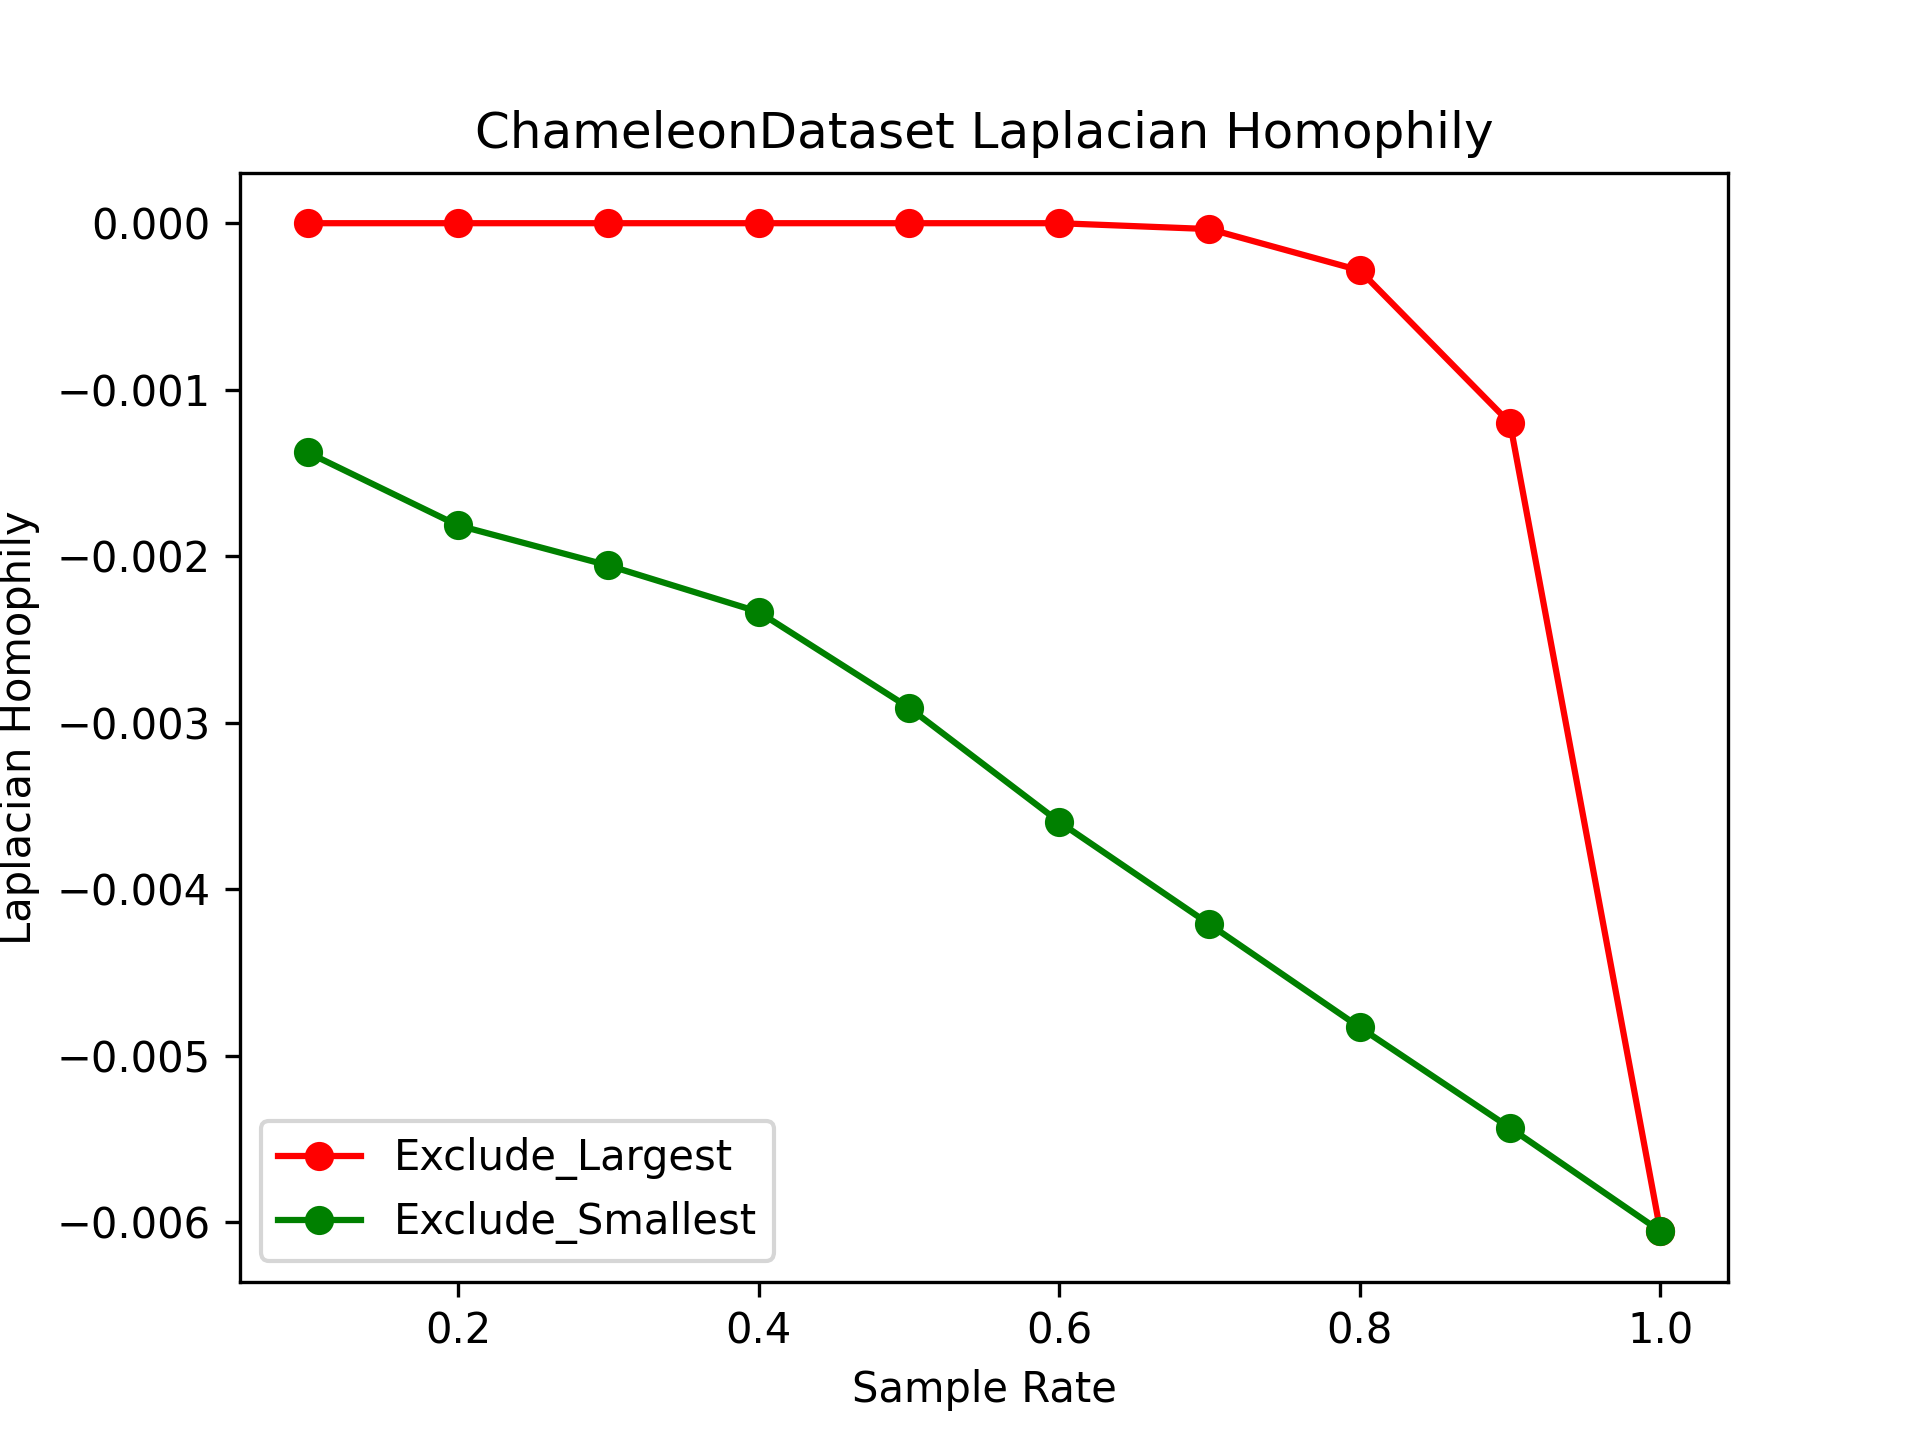 ChameleonDataset Laplacian Homophily
Laplacian Homophily
0.000
−0.001
−0.002
−0.003
−0.004
−0.005
−0.006
Exclude_Largest
Exclude_Smallest
0.2 0.4 0.6 0.8 1.0
Sample Rate